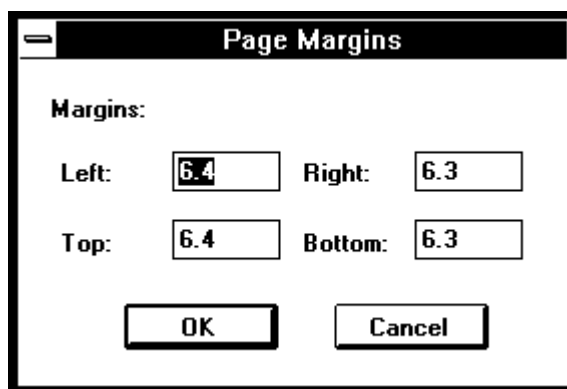 Page Margins
Margins:
Left: 6.4 Right: 6.3
Top: 6.4 Bottom: 6.3
OK Cancel